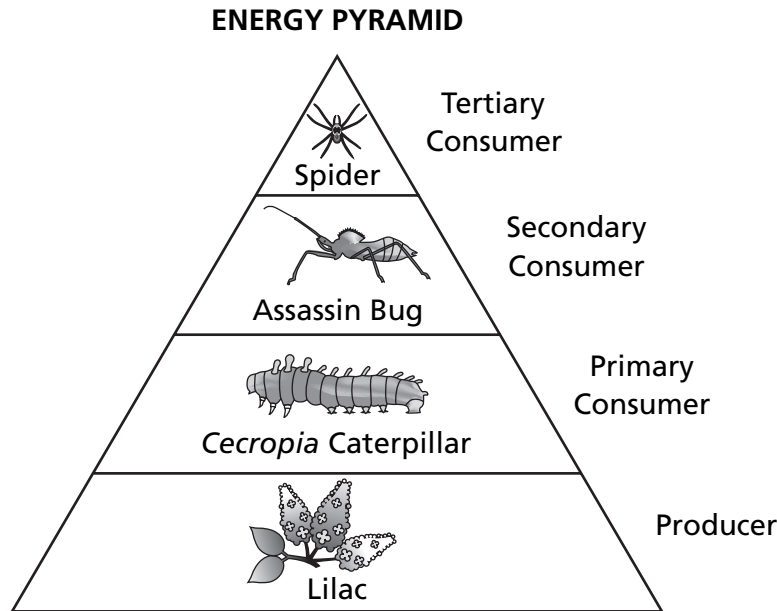 ENERGY PYRAMID
Tertiary
Consumer
Spider
Secondary
Consumer
Assassin Bug
Primary
Consumer
Cecropia Caterpillar
Producer
Lilac